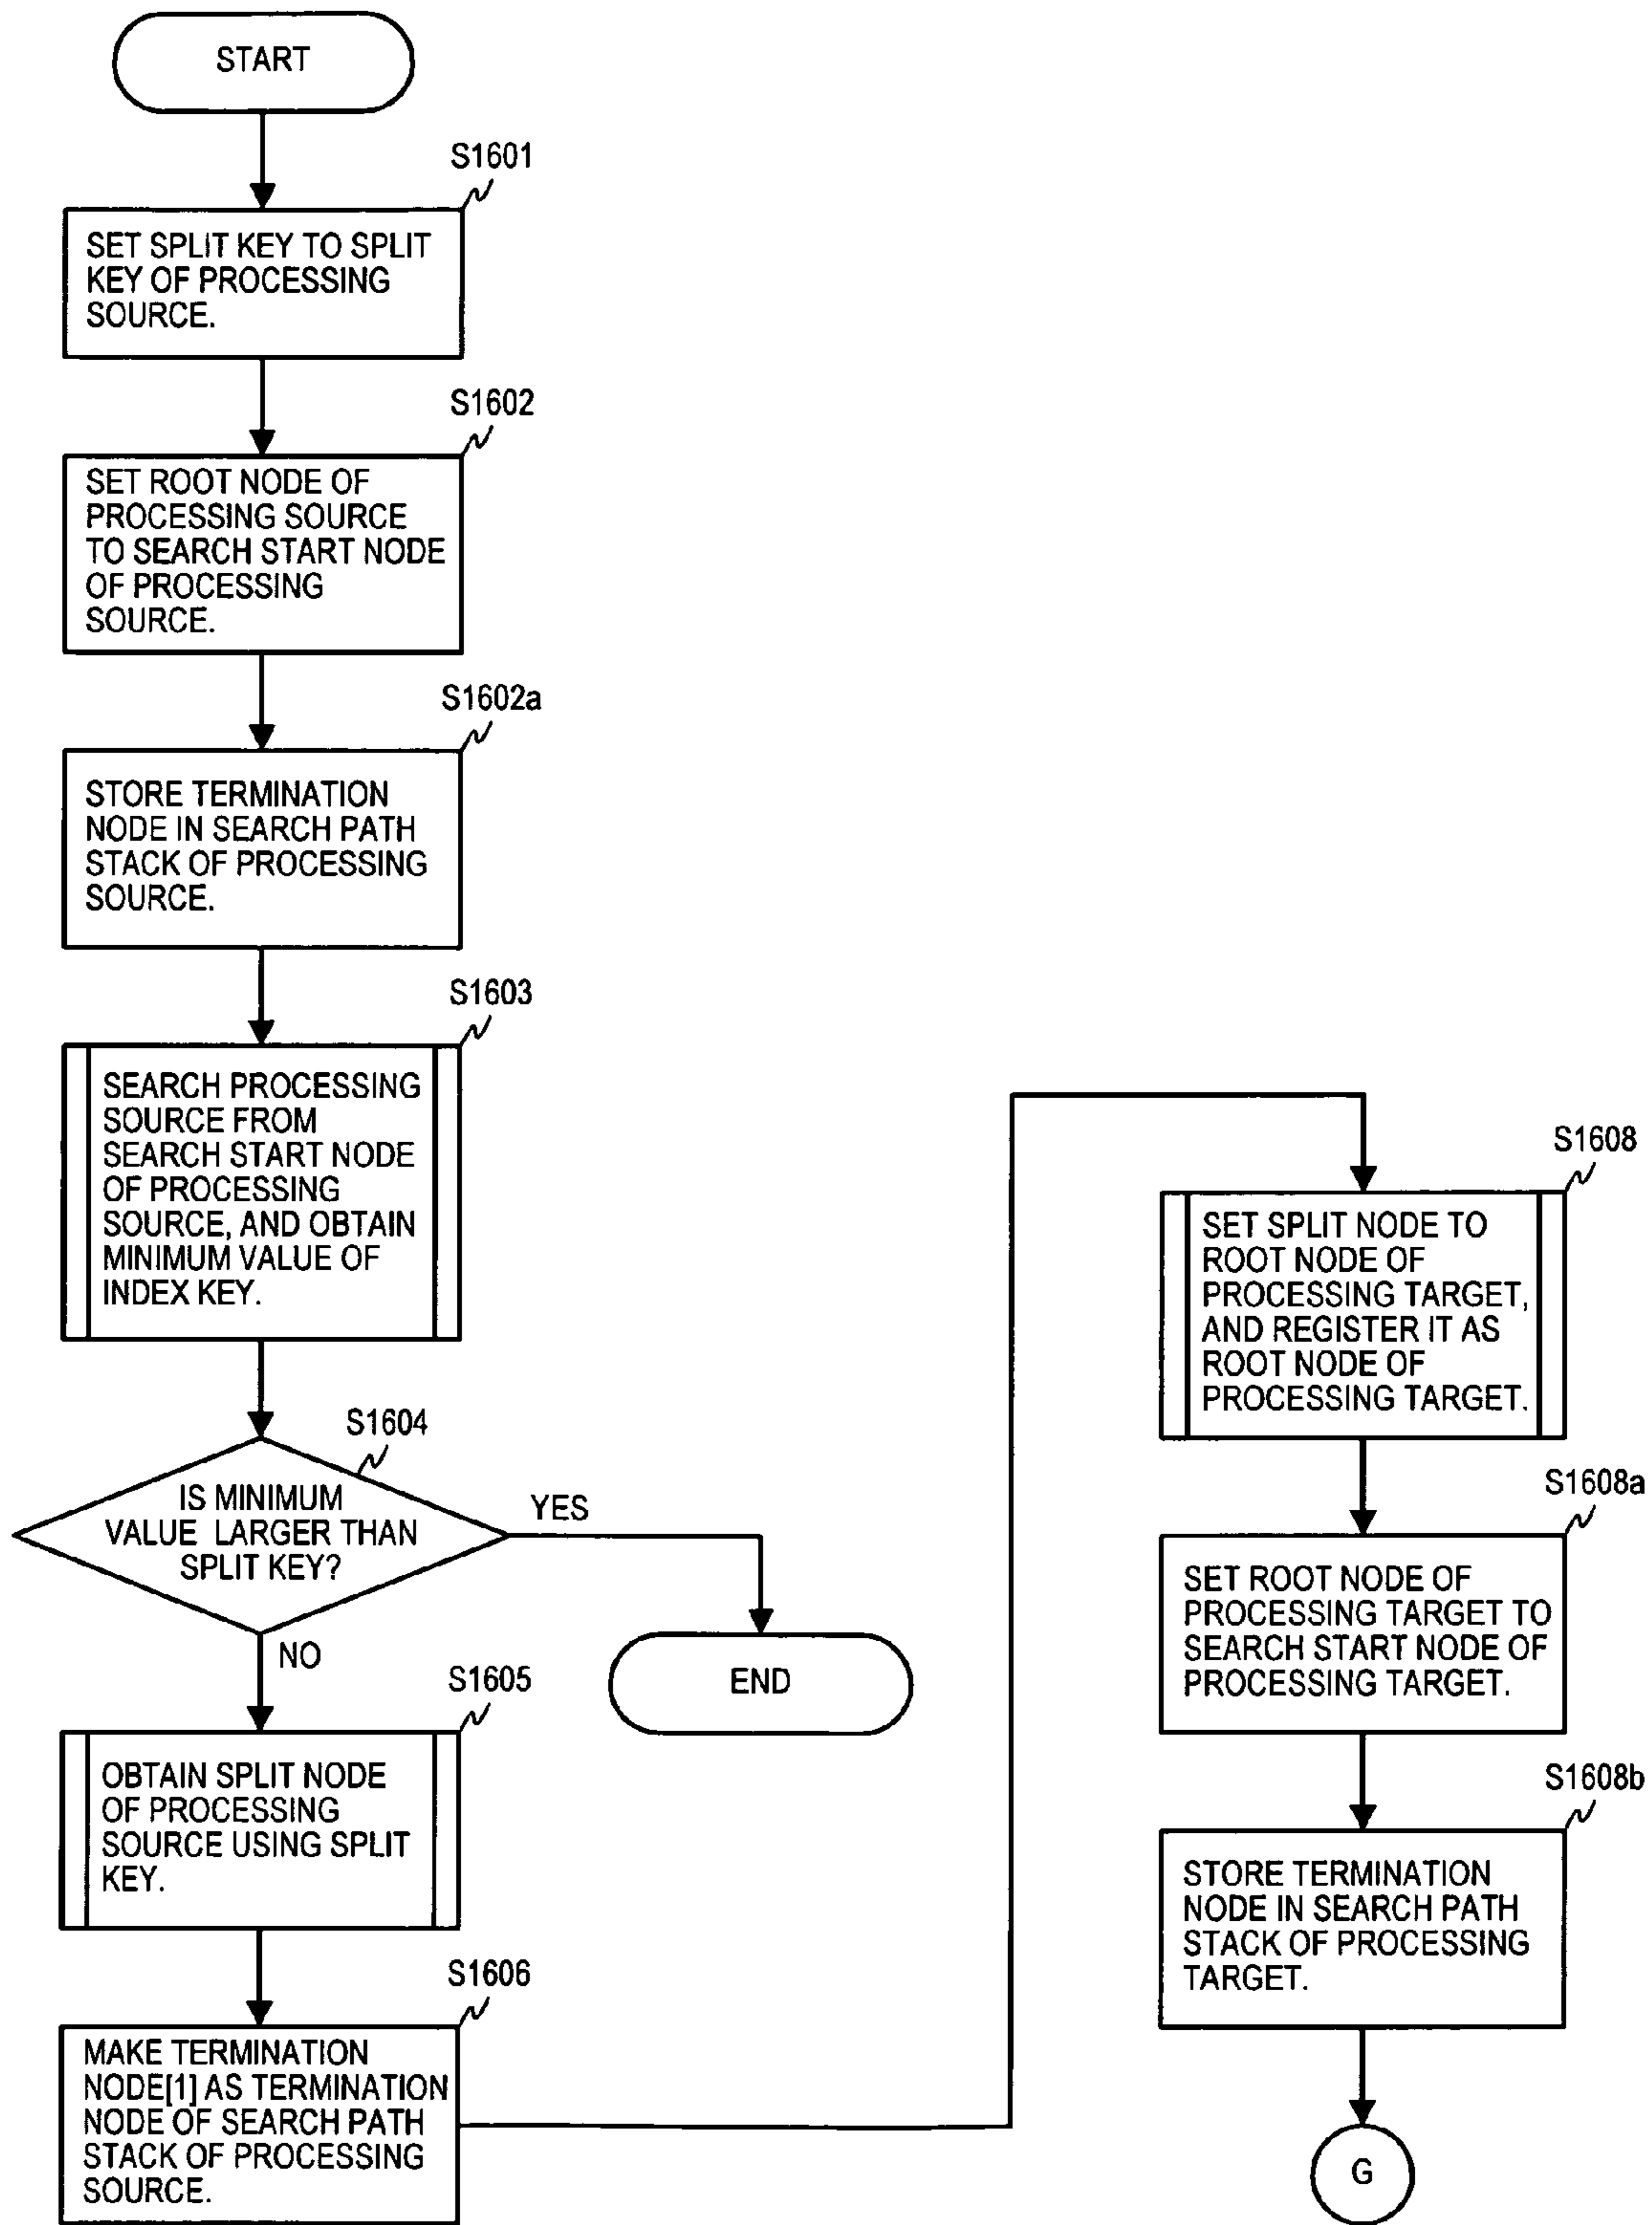 START
S1601
SET SPLIT KEY TO SPLIT
KEY OF PROCESSING
SOURCE.
S1602
SET ROOT NODE OF
PROCESSING SOURCE
TO SEARCH START NODE
OF PROCESSING
SOURCE.
S1602a
STORE TERMINATION
NODE IN SEARCH PATH
STACK OF PROCESSING
SOURCE.
S1603
SEARCH PROCESSING
SOURCE FROM
SEARCH START NODE
OF PROCESSING
SOURCE, AND OBTAIN
MINIMUM VALUE OF
INDEX KEY.
S1604
IS MINIMUM
VALUE LARGER THAN
SPLIT KEY?
YES
END
NO
S1605
OBTAIN SPLIT NODE
OF PROCESSING
SOURCE USING SPLIT
KEY.
S1606
MAKE TERMINATION
NODE[1] AS TERMINATION
NODE OF SEARCH PATH
STACK OF PROCESSING
SOURCE.
S1608
SET SPLIT NODE TO
ROOT NODE OF
PROCESSING TARGET,
AND REGISTER IT AS
ROOT NODE OF
PROCESSING TARGET.
S1608a
SET ROOT NODE OF
PROCESSING TARGET TO
SEARCH START NODE OF
PROCESSING TARGET.
S1608b
STORE TERMINATION
NODE IN SEARCH PATH
STACK OF PROCESSING
TARGET.
G